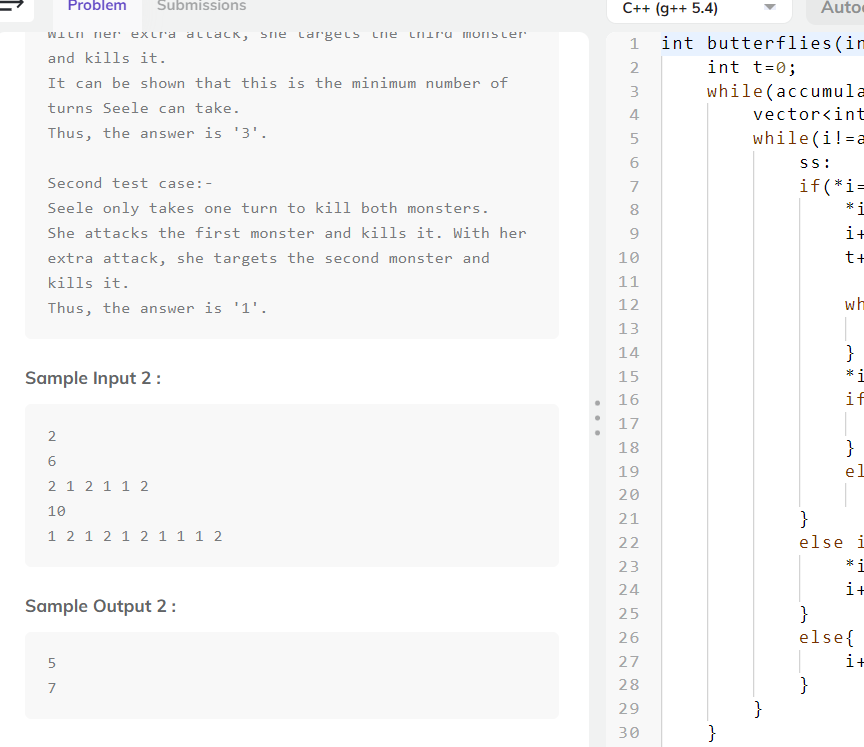 Problem
Submissions
C++ (g++ 5.4)
with her extra attack, she targets the third monster
and kills it.
It can be shown that this is the minimum number of
turns Seele can take.
Thus, the answer is '3'.
Second test case:-
Seele only takes one turn to kill both monsters.
She attacks the first monster and kills it. With her
extra attack, she targets the second monster and
kills it.
Thus, the answer is '1'.
Sample Input 2 :
2
6
2 1 2 1 1 2
10
1 2 1 2 1 2 1 1 1 2
Sample Output 2 :
5
7
1 int butterflies(in
2 int t=0;
3 while(accumula
4 vector<int
5 while(i!=a
6 ss:
7 if(*i=
8 *i
9 i+
10 t+
11
12 wh
13
14 }
15 *i
16 if
17
18 }
19 el
20
21 }
22 else i
23 *i
24 i+
25 }
26 else{
27 i+
28 }
29 }
30 }